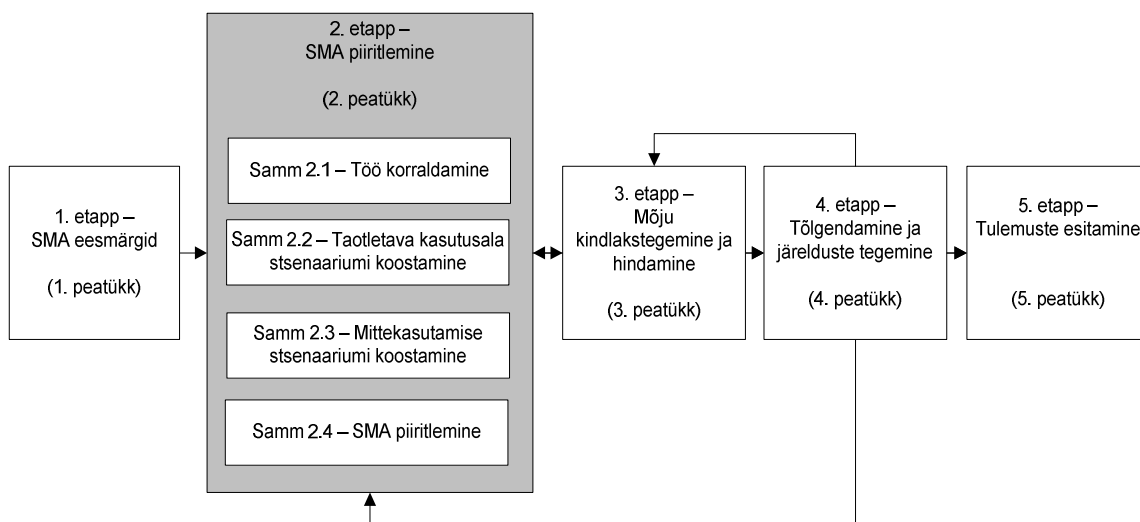 1. etapp –
SMA eesmärgid
(1. peatükk)
2. etapp –
SMA piiritlemine
(2. peatükk)
Samm 2.1 – Töö korraldamine
Samm 2.2 – Taotletava kasutusala
stsenaariumi koostamine
Samm 2.3 – Mittekasutamise
stsenaariumi koostamine
Samm 2.4 – SMA piiritlemine
3. etapp –
Mõju
kindlakstegemine ja
hindamine
(3. peatükk)
4. etapp –
Tõlgendamine ja
järelduste tegemine
(4. peatükk)
5. etapp –
Tulemuste esitamine
(5. peatükk)